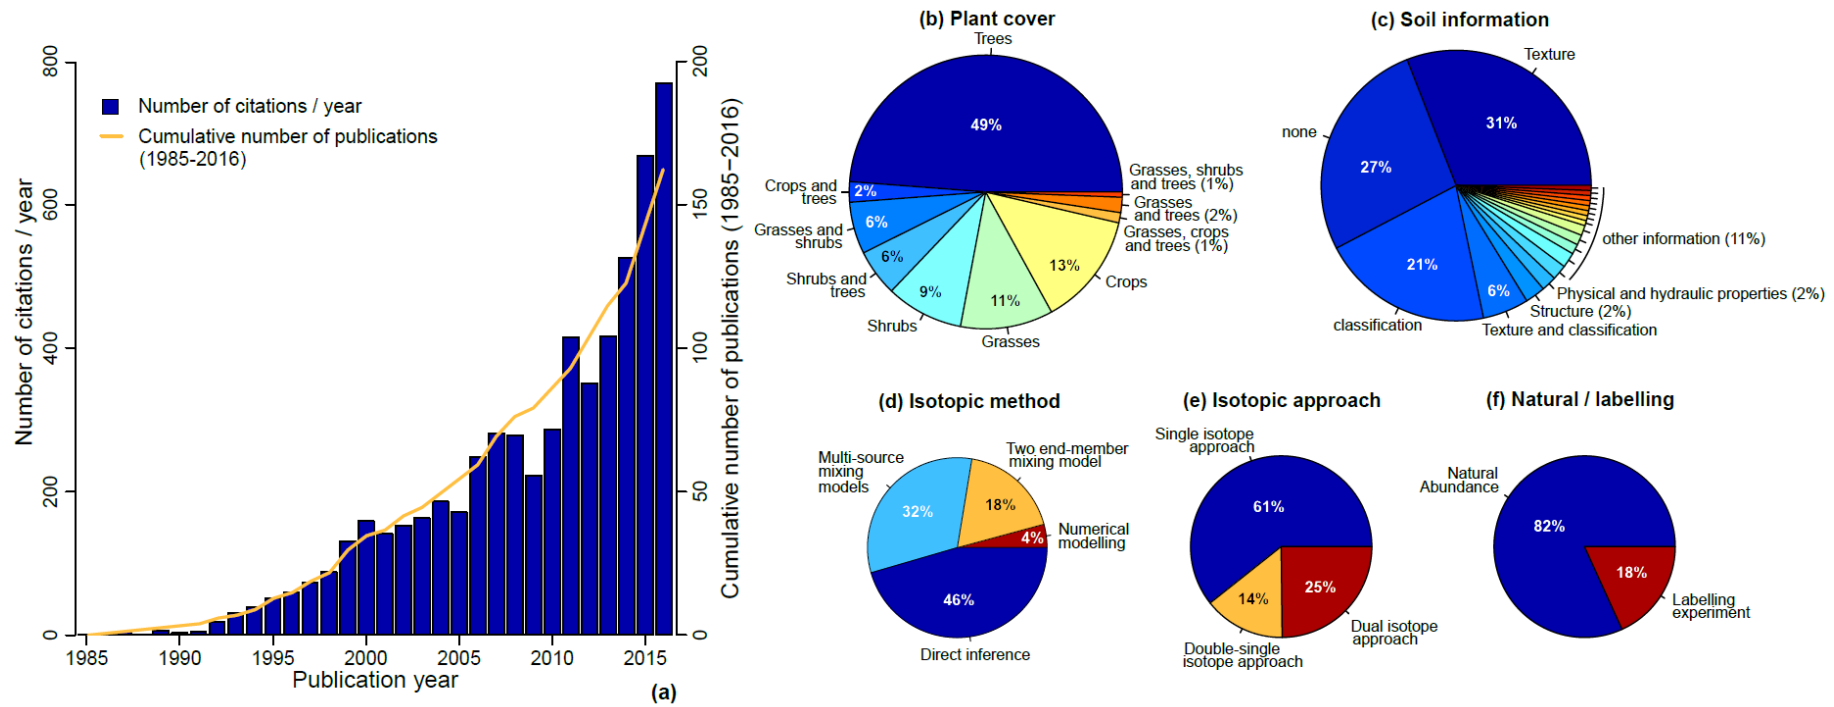 800
600
400
200
0
Number of citations / year
Number of citations / year
Cumulative number of publications
(1985-2016)
200
150
100
50
0
Cumulative number of publications (1985−2016)
1985
1990
1995
2000
2005
2010
2015
Publication year
(a)
(b) Plant cover
Trees
49%
Crops and
trees
2%
Grasses and
shrubs
6%
Shrubs and
trees
6%
Shrubs
9%
Grasses
11%
Crops
13%
Grasses, shrubs
and trees (1%)
Grasses
and trees (2%)
Grasses, crops
and trees (1%)
(c) Soil information
Texture
31%
none
27%
classification
21%
6%
Texture and classification
Structure (2%)
Physical and hydraulic properties (2%)
other information (11%)
(d) Isotopic method
Multi-source
mixing
models
32%
Two end-member
mixing model
18%
Numerical
modelling
4%
46%
Direct inference
(e) Isotopic approach
Single isotope
approach
61%
14%
Double-single
isotope approach
25%
Dual isotope
approach
(f) Natural / labelling
Natural
Abundance
82%
18%
Labelling
experiment